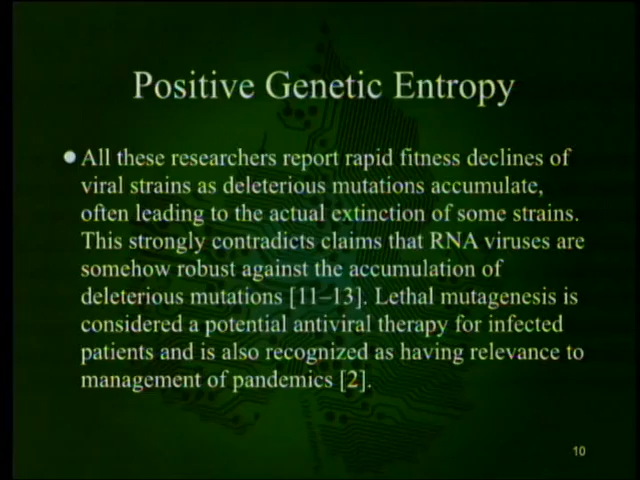 Positive Genetic Entropy
All these researchers report rapid fitness declines of
viral strains as deleterious mutations accumulate,
often leading to the actual extinction of some strains.
This strongly contradicts claims that RNA viruses are
somehow robust against the accumulation of
deleterious mutations [11–13]. Lethal mutagenesis is
considered a potential antiviral therapy for infected
patients and is also recognized as having relevance to
management of pandemics [2].
10